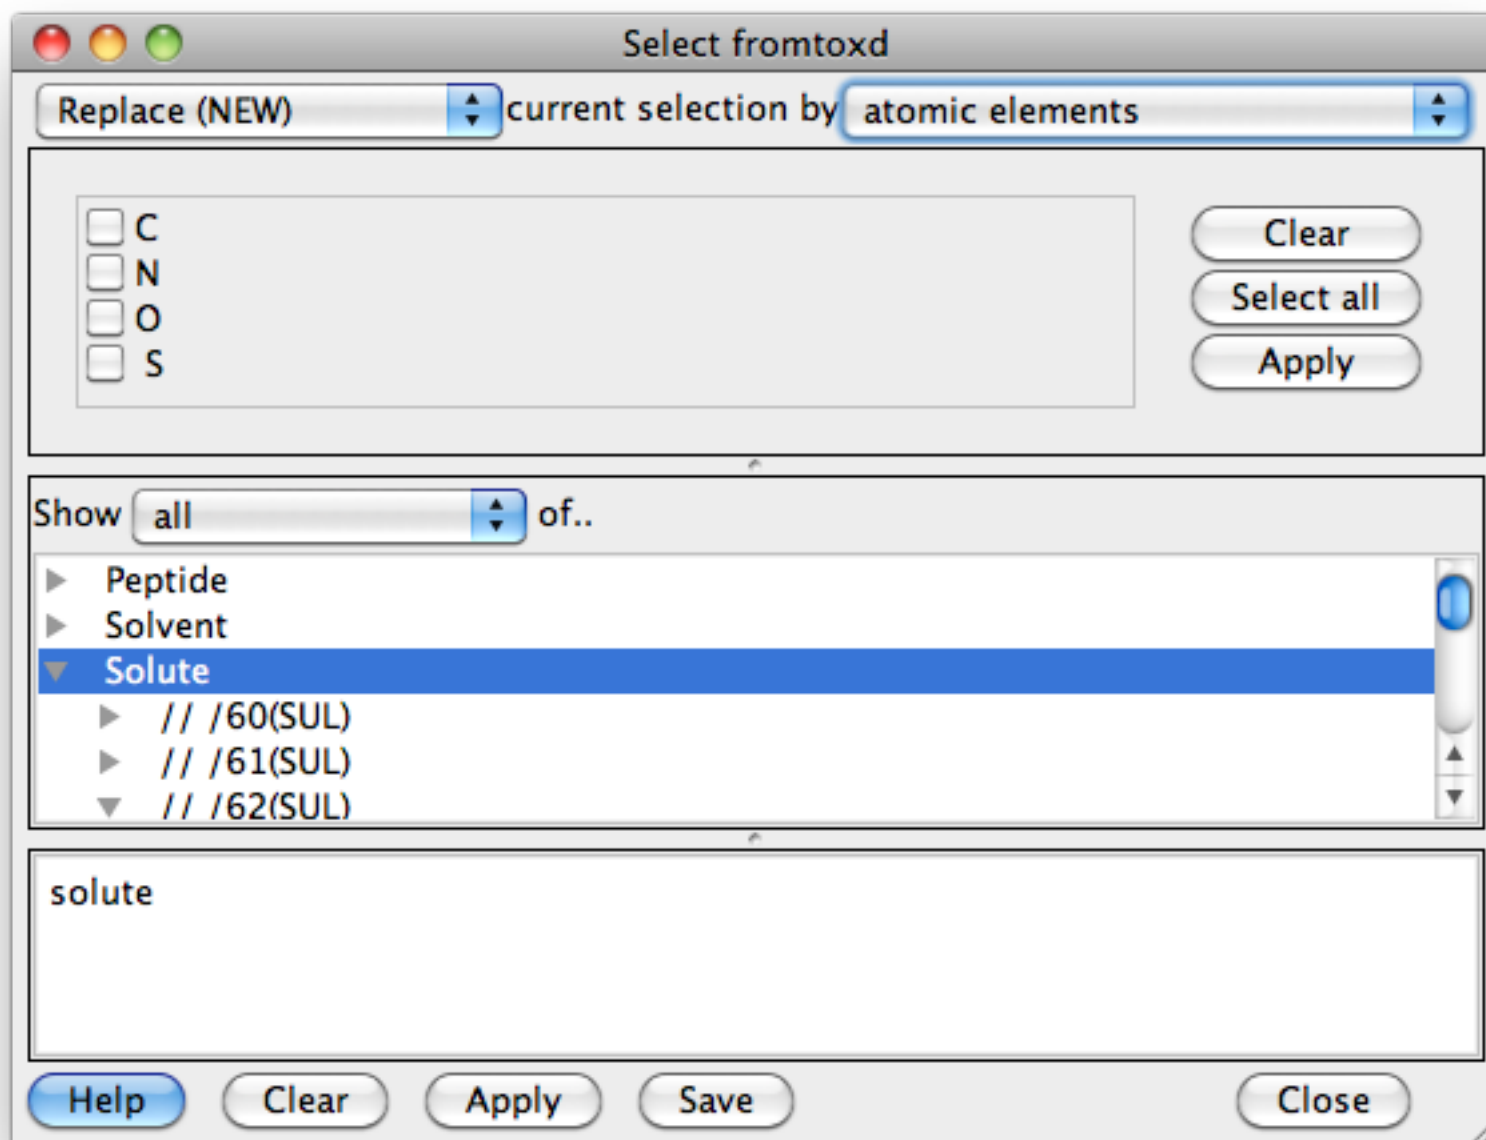 Select fromtoxd
Replace (NEW) current selection by atomic elements
C
N
O
S
Clear
Select all
Apply
Show all of..
Peptide
Solvent
Solute
// /60(SUL)
// /61(SUL)
// /62(SUL)
solute
Help Clear Apply Save Close